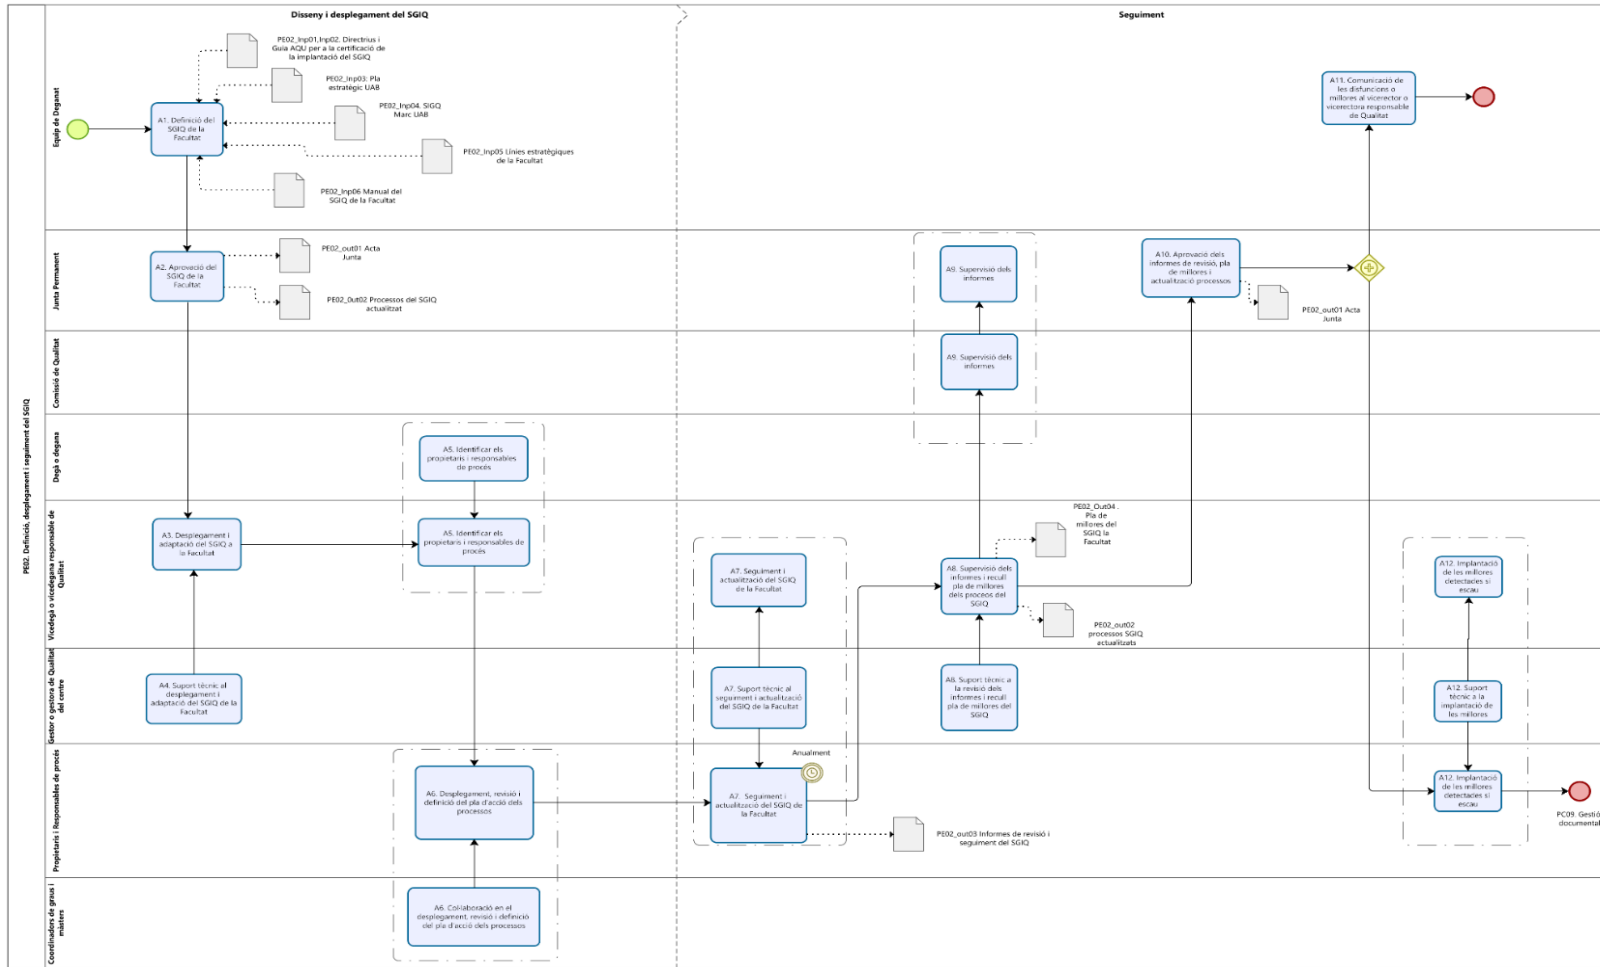 Disseny i desplegament del SGIQ
Seguiment
PE02. Definició, desplegament i seguiment del SGIQ
Equip de Deganat
PE02_Inp01,Inp02. Directrius i
Guia AQU per a la certificació de
la implantació del SGIQ
PE02_Inp03: Pla
estratègic UAB
PE02_Inp04. SIGQ
Marc UAB
PE02_Inp05 Línies estratègiques
de la Facultat
PE02_Inp06 Manual del
SGIQ de la Facultat
A1. Definició del
SGIQ de la
Facultat
A11. Comunicació de
les disfuncions o
millores al vicerector o
vicerectora responsable
de Qualitat
Junta Permanent
A2. Aprovació del
SGIQ de la
Facultat
PE02_out01 Acta
Junta
PE02_0ut02 Processos del SGIQ
actualitzat
A9. Supervisió dels
informes
A10. Aprovació dels
informes de revisió, pla
de millores i
actualització processos
PE02_out01 Acta
Junta
Comissió de Qualitat
A9. Supervisió dels
informes
Degà o degana
A5. Identificar els
propietaris i responsables
de procés
Vicedegà o vicedegana responsable de
Qualitat
A3. Desplegament i
adaptació del SGIQ a
la Facultat
A5. Identificar els
propietaris i responsables de
procés
A7. Seguiment i
actualització del SGIQ
de la Facultat
A8. Supervisió dels
informes i recull
pla de millores
dels proceos del
SGIQ
PE02_Out04 .
Pla de
millores del
SGIQ la
Facultat
PE02_out02
processos SGIQ
actualitzats
A12. Implantació
de les millores
detectades si
escau
Gestor o gestora de Qualitat
del centre
A4. Suport tècnic al
desplegament i
adaptació del SGIQ de la
Facultat
A7. Suport tècnic al
seguiment i actualització
del SGIQ de la Facultat
A8. Suport tècnic a
la revisió dels
informes i recull
pla de millores del
SGIQ
A12. Suport
tècnic a la
implantació de
les millores
Propietaris i Responsables de procés
A6. Desplegament, revisió i
definició del pla d'acció dels
processos
Anualment
A7. Seguiment i
actualització del SGIQ de
la Facultat
PE02_out03 Informes de revisió i
seguiment del SGIQ
A12. Implantació
de les millores
detectades si
escau
PC09. Gestió
documental
Coordinadors de graus i
màsters
A6. Col·laboració en el
desplegament, revisió i definició
del pla d'acció dels processos